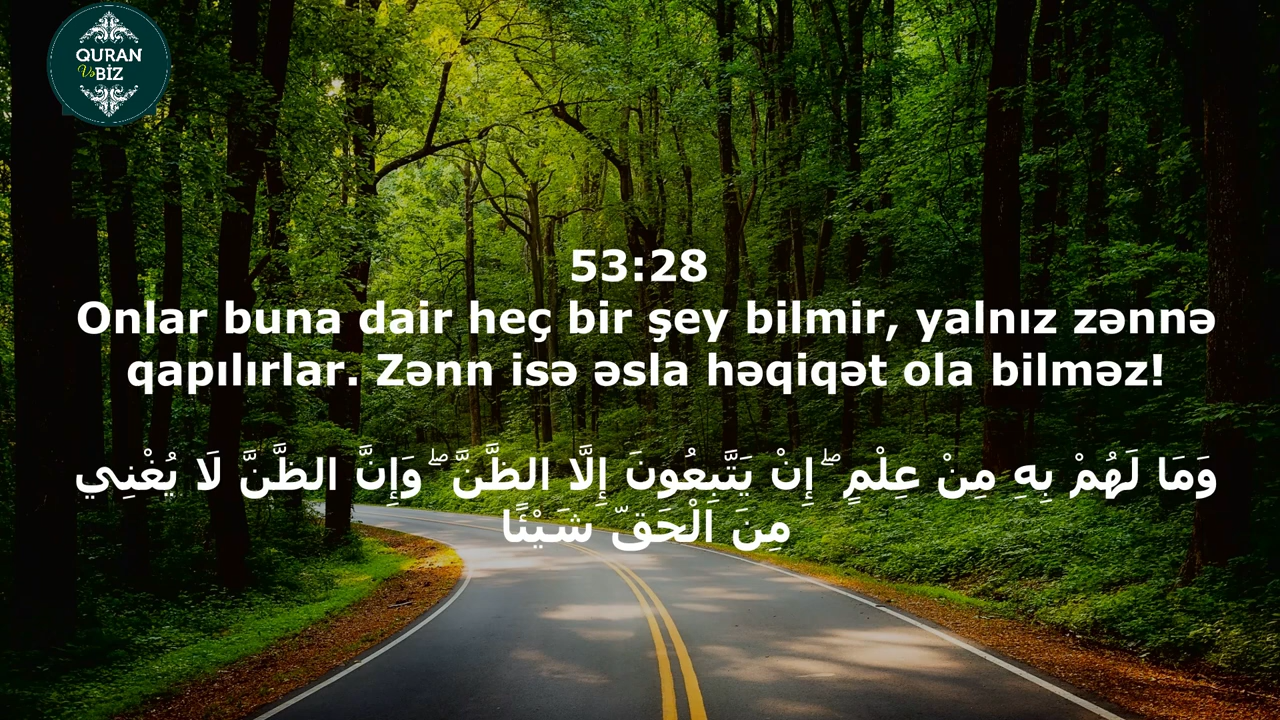 QURAN
Və BİZ
53:28
Onlar buna dair heç bir şey bilmir, yalnız zənnə
qapılırlar. Zənn isə əsla həqiqət ola bilməz!
وَمَا لَهُمْ بِهِ مِنْ عِلْمٍ ۖ إِنْ يَتَّبِعُونَ إِلَّا الظَّنَّ ۖ وَإِنَّ الظَّنَّ لَا يُغْنِي
مِنَ الْحَقِّ شَيْئًا